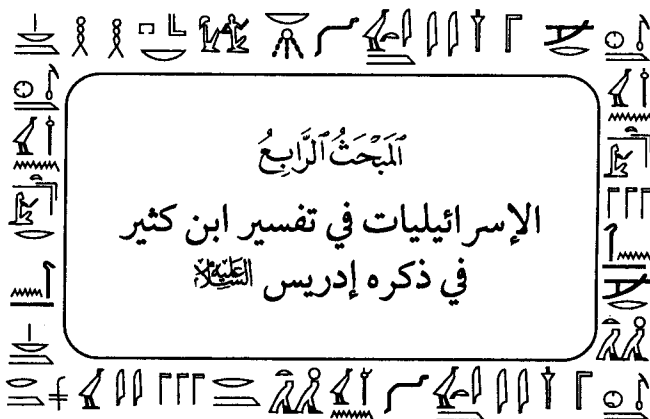 المَبْحَثُ الرَّابِعُ
الإسرائيليات في تفسير ابن كثير
في ذكره إدريس عليه السلام